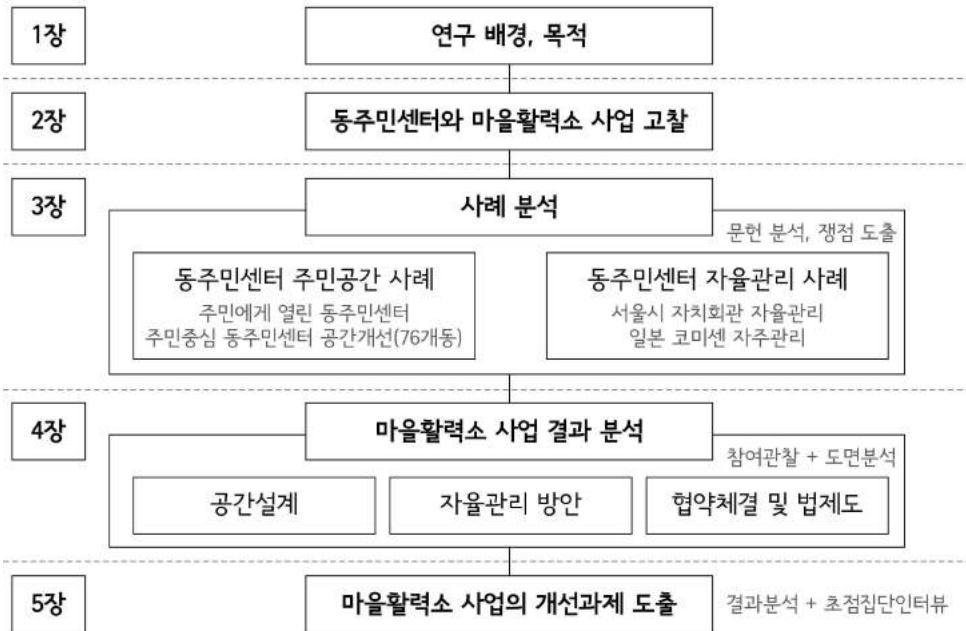 1장
연구 배경, 목적
2장
동주민센터와 마을활력소 사업 고찰
3장
사례 분석
문헌 분석, 쟁점 도출
동주민센터 주민공간 사례
주민에게 열린 동주민센터
주민중심 동주민센터 공간개선(76개동)
동주민센터 자율관리 사례
서울시 자치회관 자율관리
일본 코미센 자주관리
4장
마을활력소 사업 결과 분석
참여관찰 + 도면분석
공간설계
자율관리 방안
협약체결 및 법제도
5장
마을활력소 사업의 개선과제 도출
결과분석 + 초점집단인터뷰